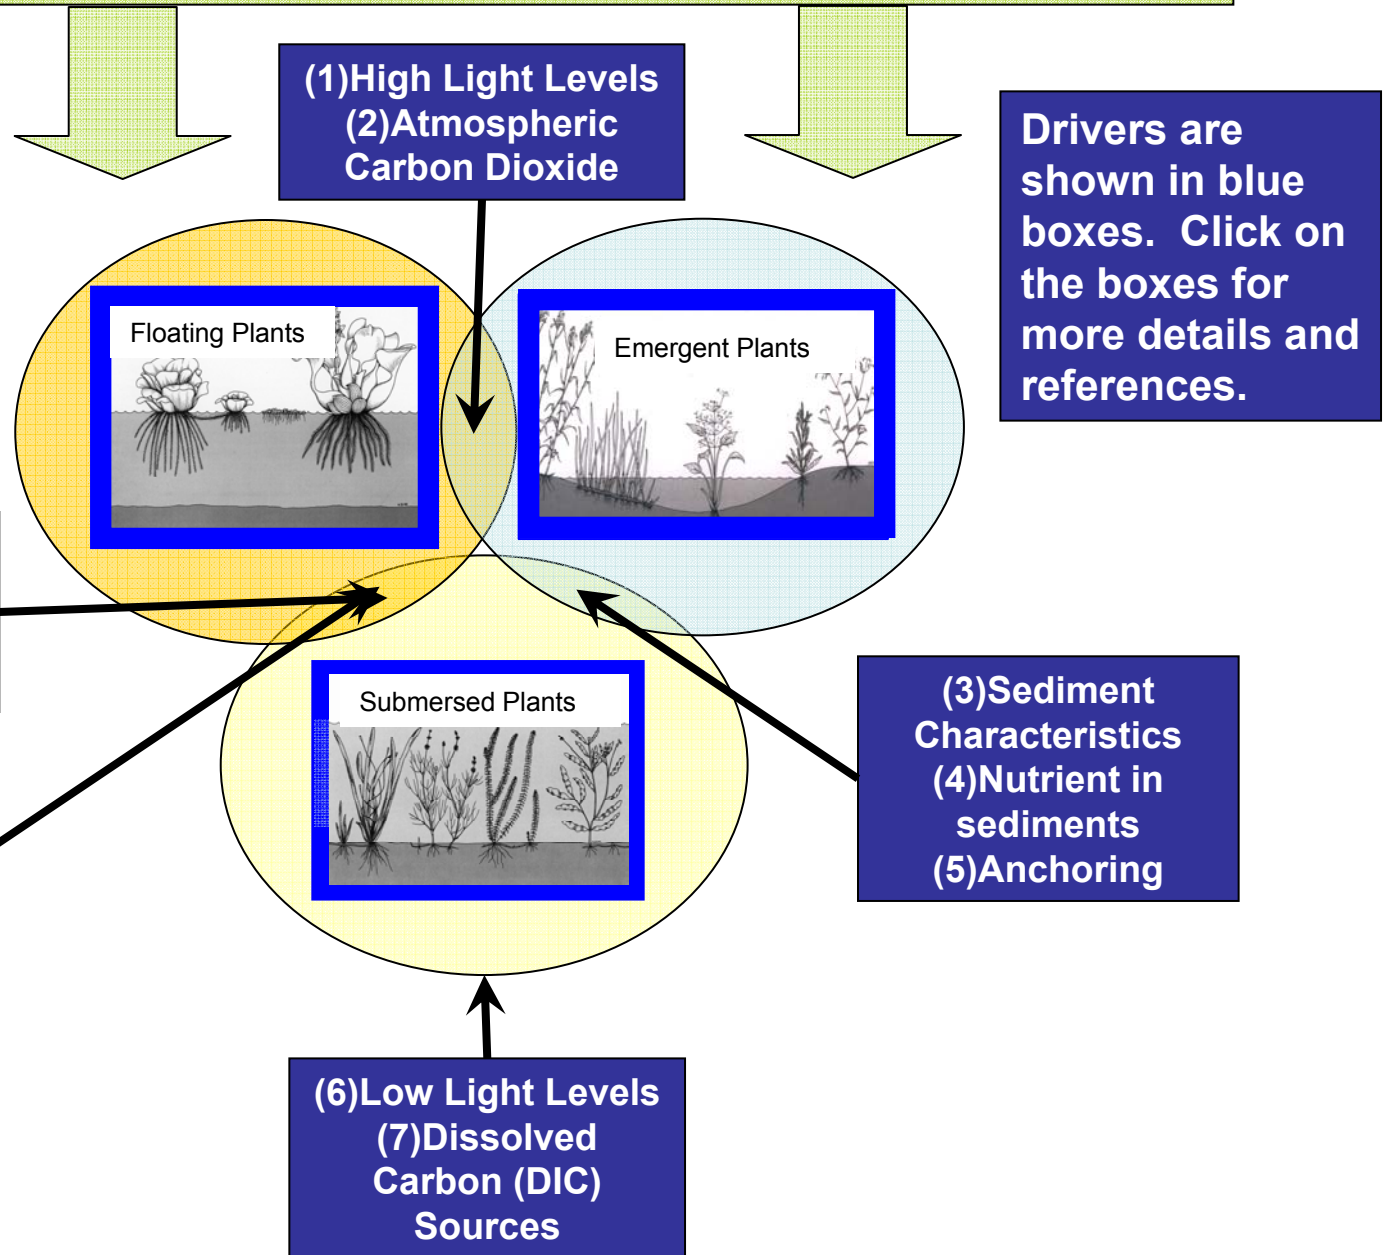 (1)High Light Levels
(2)Atmospheric
Carbon Dioxide
Drivers are
shown in blue
boxes.  Click on
the boxes for
more details and
references.
Floating Plants
Emergent Plants
Submersed Plants
(3)Sediment
Characteristics
(4)Nutrient in
sediments
(5)Anchoring
(6)Low Light Levels
(7)Dissolved
Carbon (DIC)
Sources